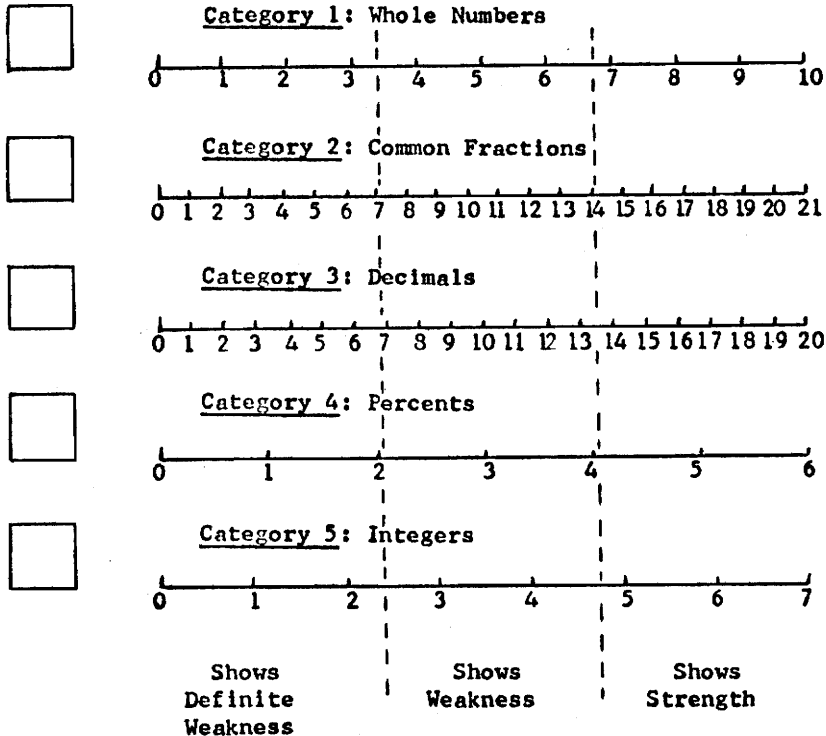 Category 1: Whole Numbers
0 1 2 3 4 5 6 7 8 9 10
Category 2: Common Fractions
0 1 2 3 4 5 6 7 8 9 10 11 12 13 14 15 16 17 18 19 20 21
Category 3: Decimals
0 1 2 3 4 5 6 7 8 9 10 11 12 13 14 15 16 17 18 19 20
Category 4: Percents
0 1 2 3 4 5 6
Category 5: Integers
0 1 2 3 4 5 6 7
Shows
Definite
Weakness
Shows
Weakness
Shows
Strength